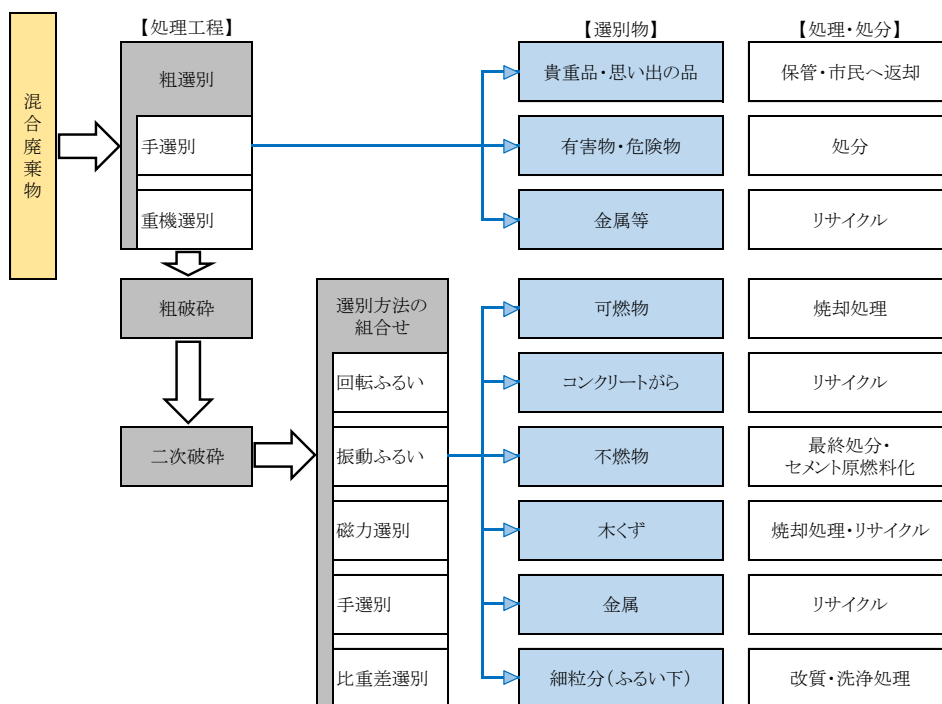 混合廃棄物
【処理工程】
【選別物】
【処理・処分】
粗選別
手選別
重機選別
貴重品・思い出の品
保管・市民へ返却
有害物・危険物
処分
金属等
リサイクル
粗破砕
二次破砕
選別方法の
組合せ
回転ふるい
振動ふるい
磁力選別
手選別
比重差選別
可燃物
焼却処理
コンクリートがら
リサイクル
不燃物
最終処分・
セメント原燃料化
木くず
焼却処理・リサイクル
金属
リサイクル
細粒分（ふるい下）
改質・洗浄処理